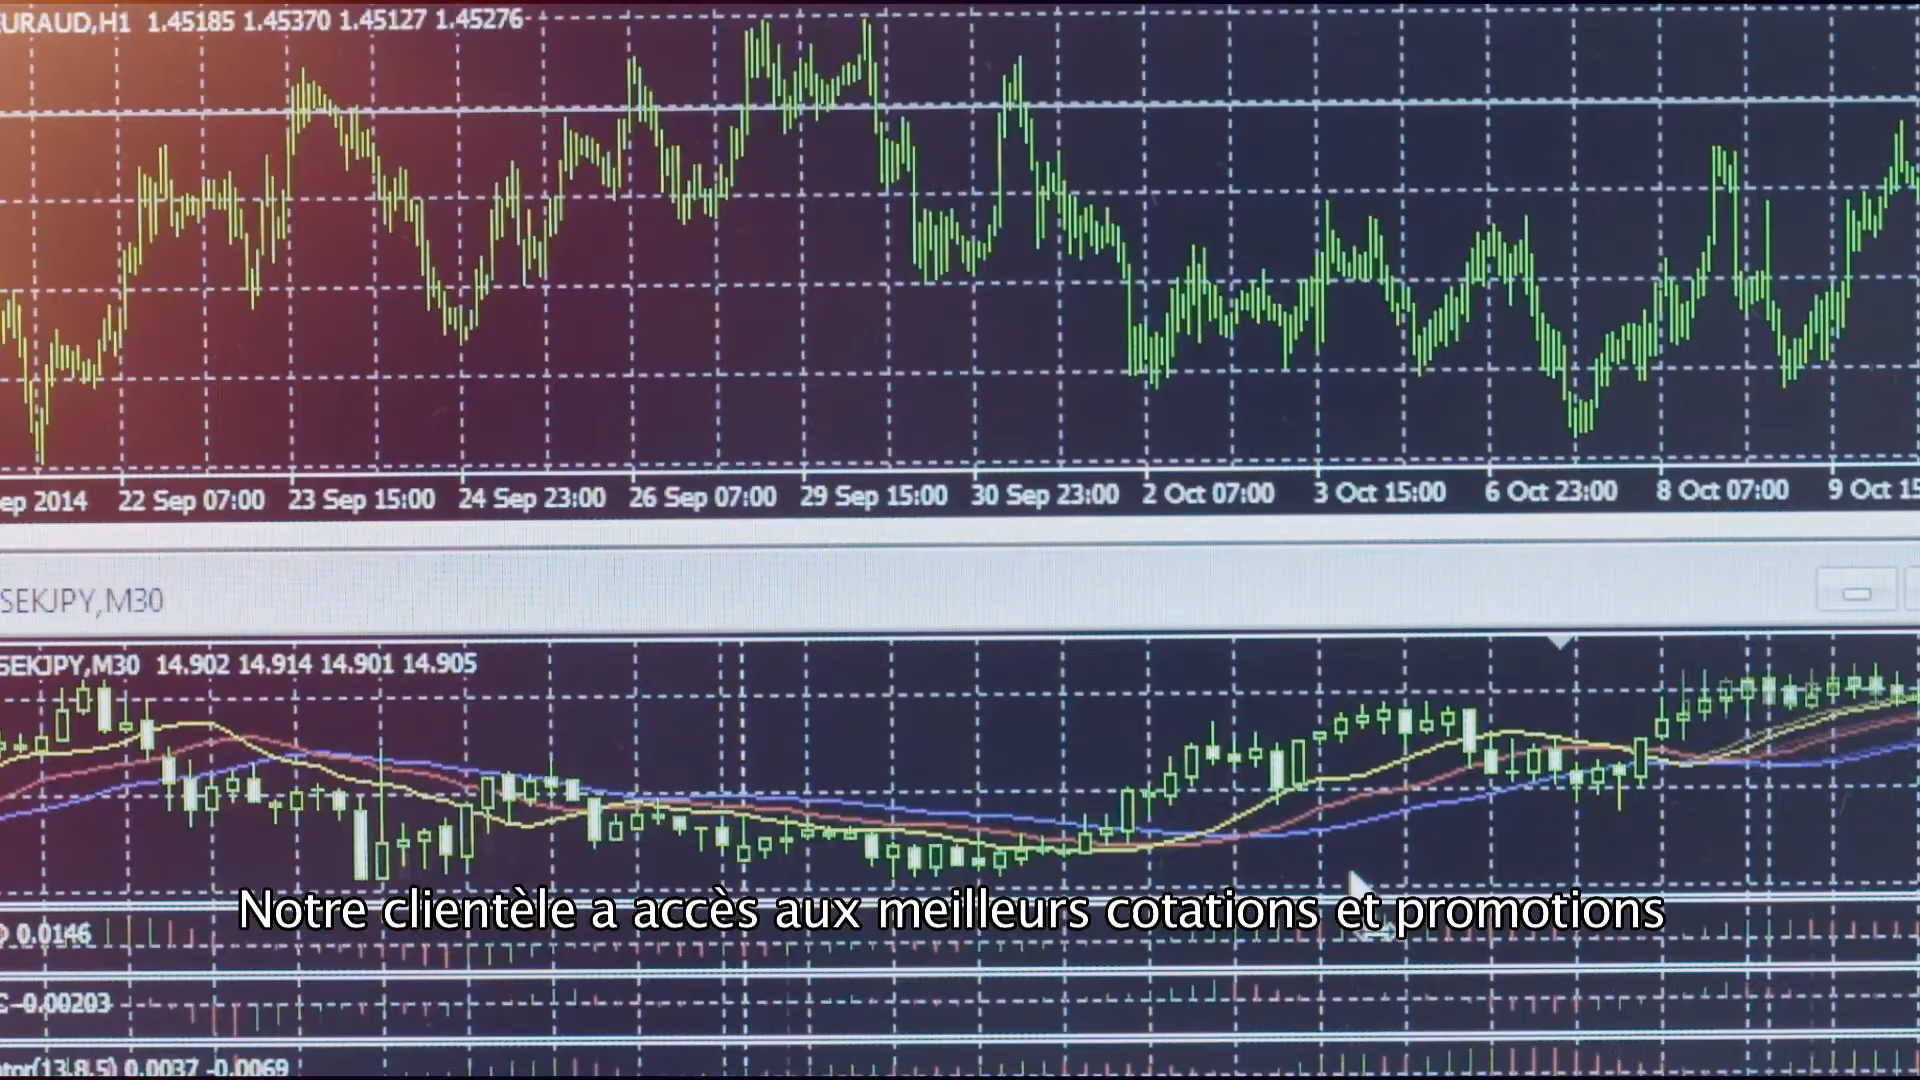 URAUD,H1 1.45185 1.45370 1.45127 1.45276
ep 2014 22 Sep 07:00 23 Sep 15:00 24 Sep 23:00 26 Sep 07:00 29 Sep 15:00 30 Sep 23:00 2 Oct 07:00 3 Oct 15:00 6 Oct 23:00 8 Oct 07:00 9 Oct 15
SEKJPY,M30
SEKJPY,M30 14.902 14.914 14.901 14.905
Notre clientèle a accès aux meilleurs cotations et promotions
0.0146
-0.00203
tor(13,8,5) 0.0037 -0.0069